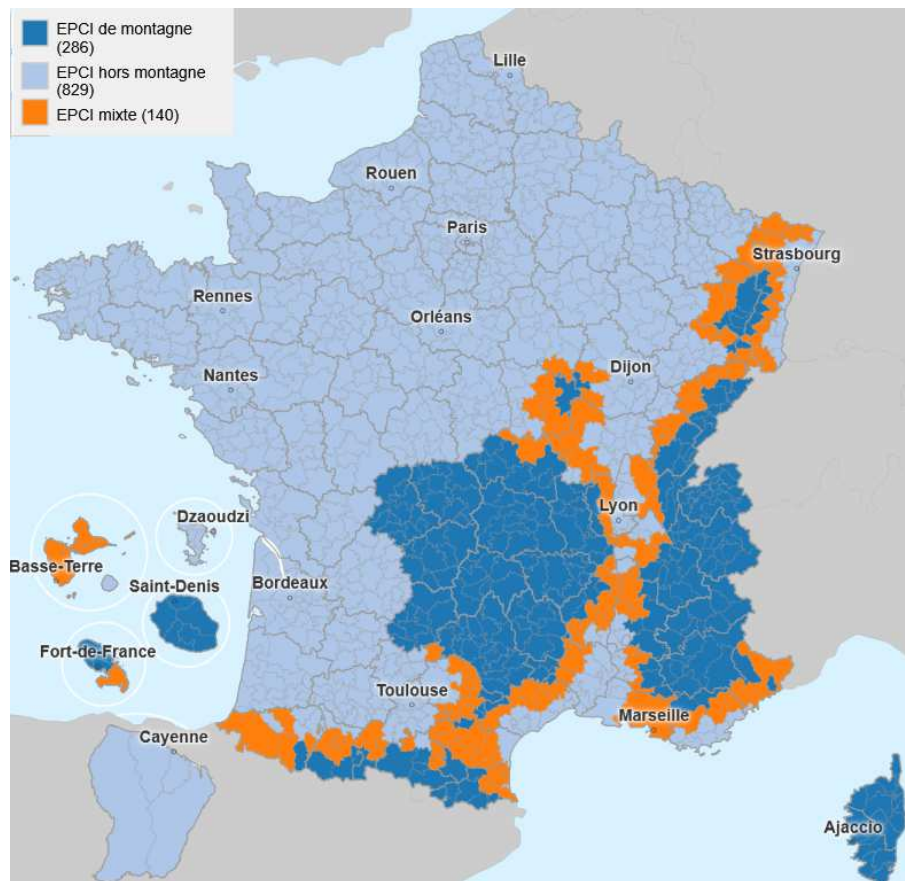 EPCI de montagne
(286)
EPCI hors montagne
(829)
EPCI mixte (140)
Lille
Rouen
Paris
Strasbourg
Rennes
Orléans
Dijon
Nantes
Lyon
Dzaoudzi
Basse-Terre
Saint-Denis
Bordeaux
Fort-de-France
Toulouse
Marseille
Cayenne
Ajaccio